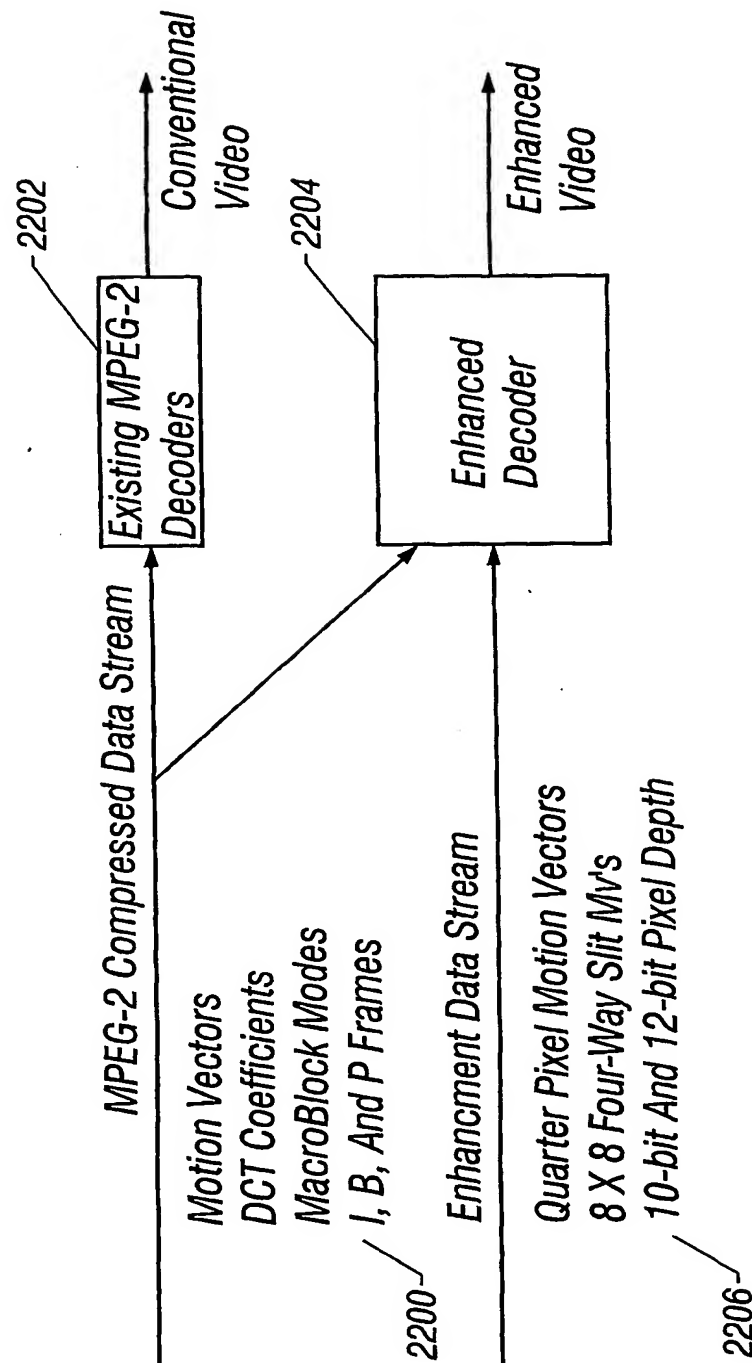 MPEG-2 Compressed Data Stream
Existing MPEG-2
Decoders
2202
Conventional
Video
Motion Vectors
DCT Coefficients
MacroBlock Modes
I, B, And P Frames
2200
Enhancment Data Stream
Enhanced
Decoder
2204
Enhanced
Video
Quarter Pixel Motion Vectors
8 X 8 Four-Way Slit Mv's
10-bit And 12-bit Pixel Depth
2206